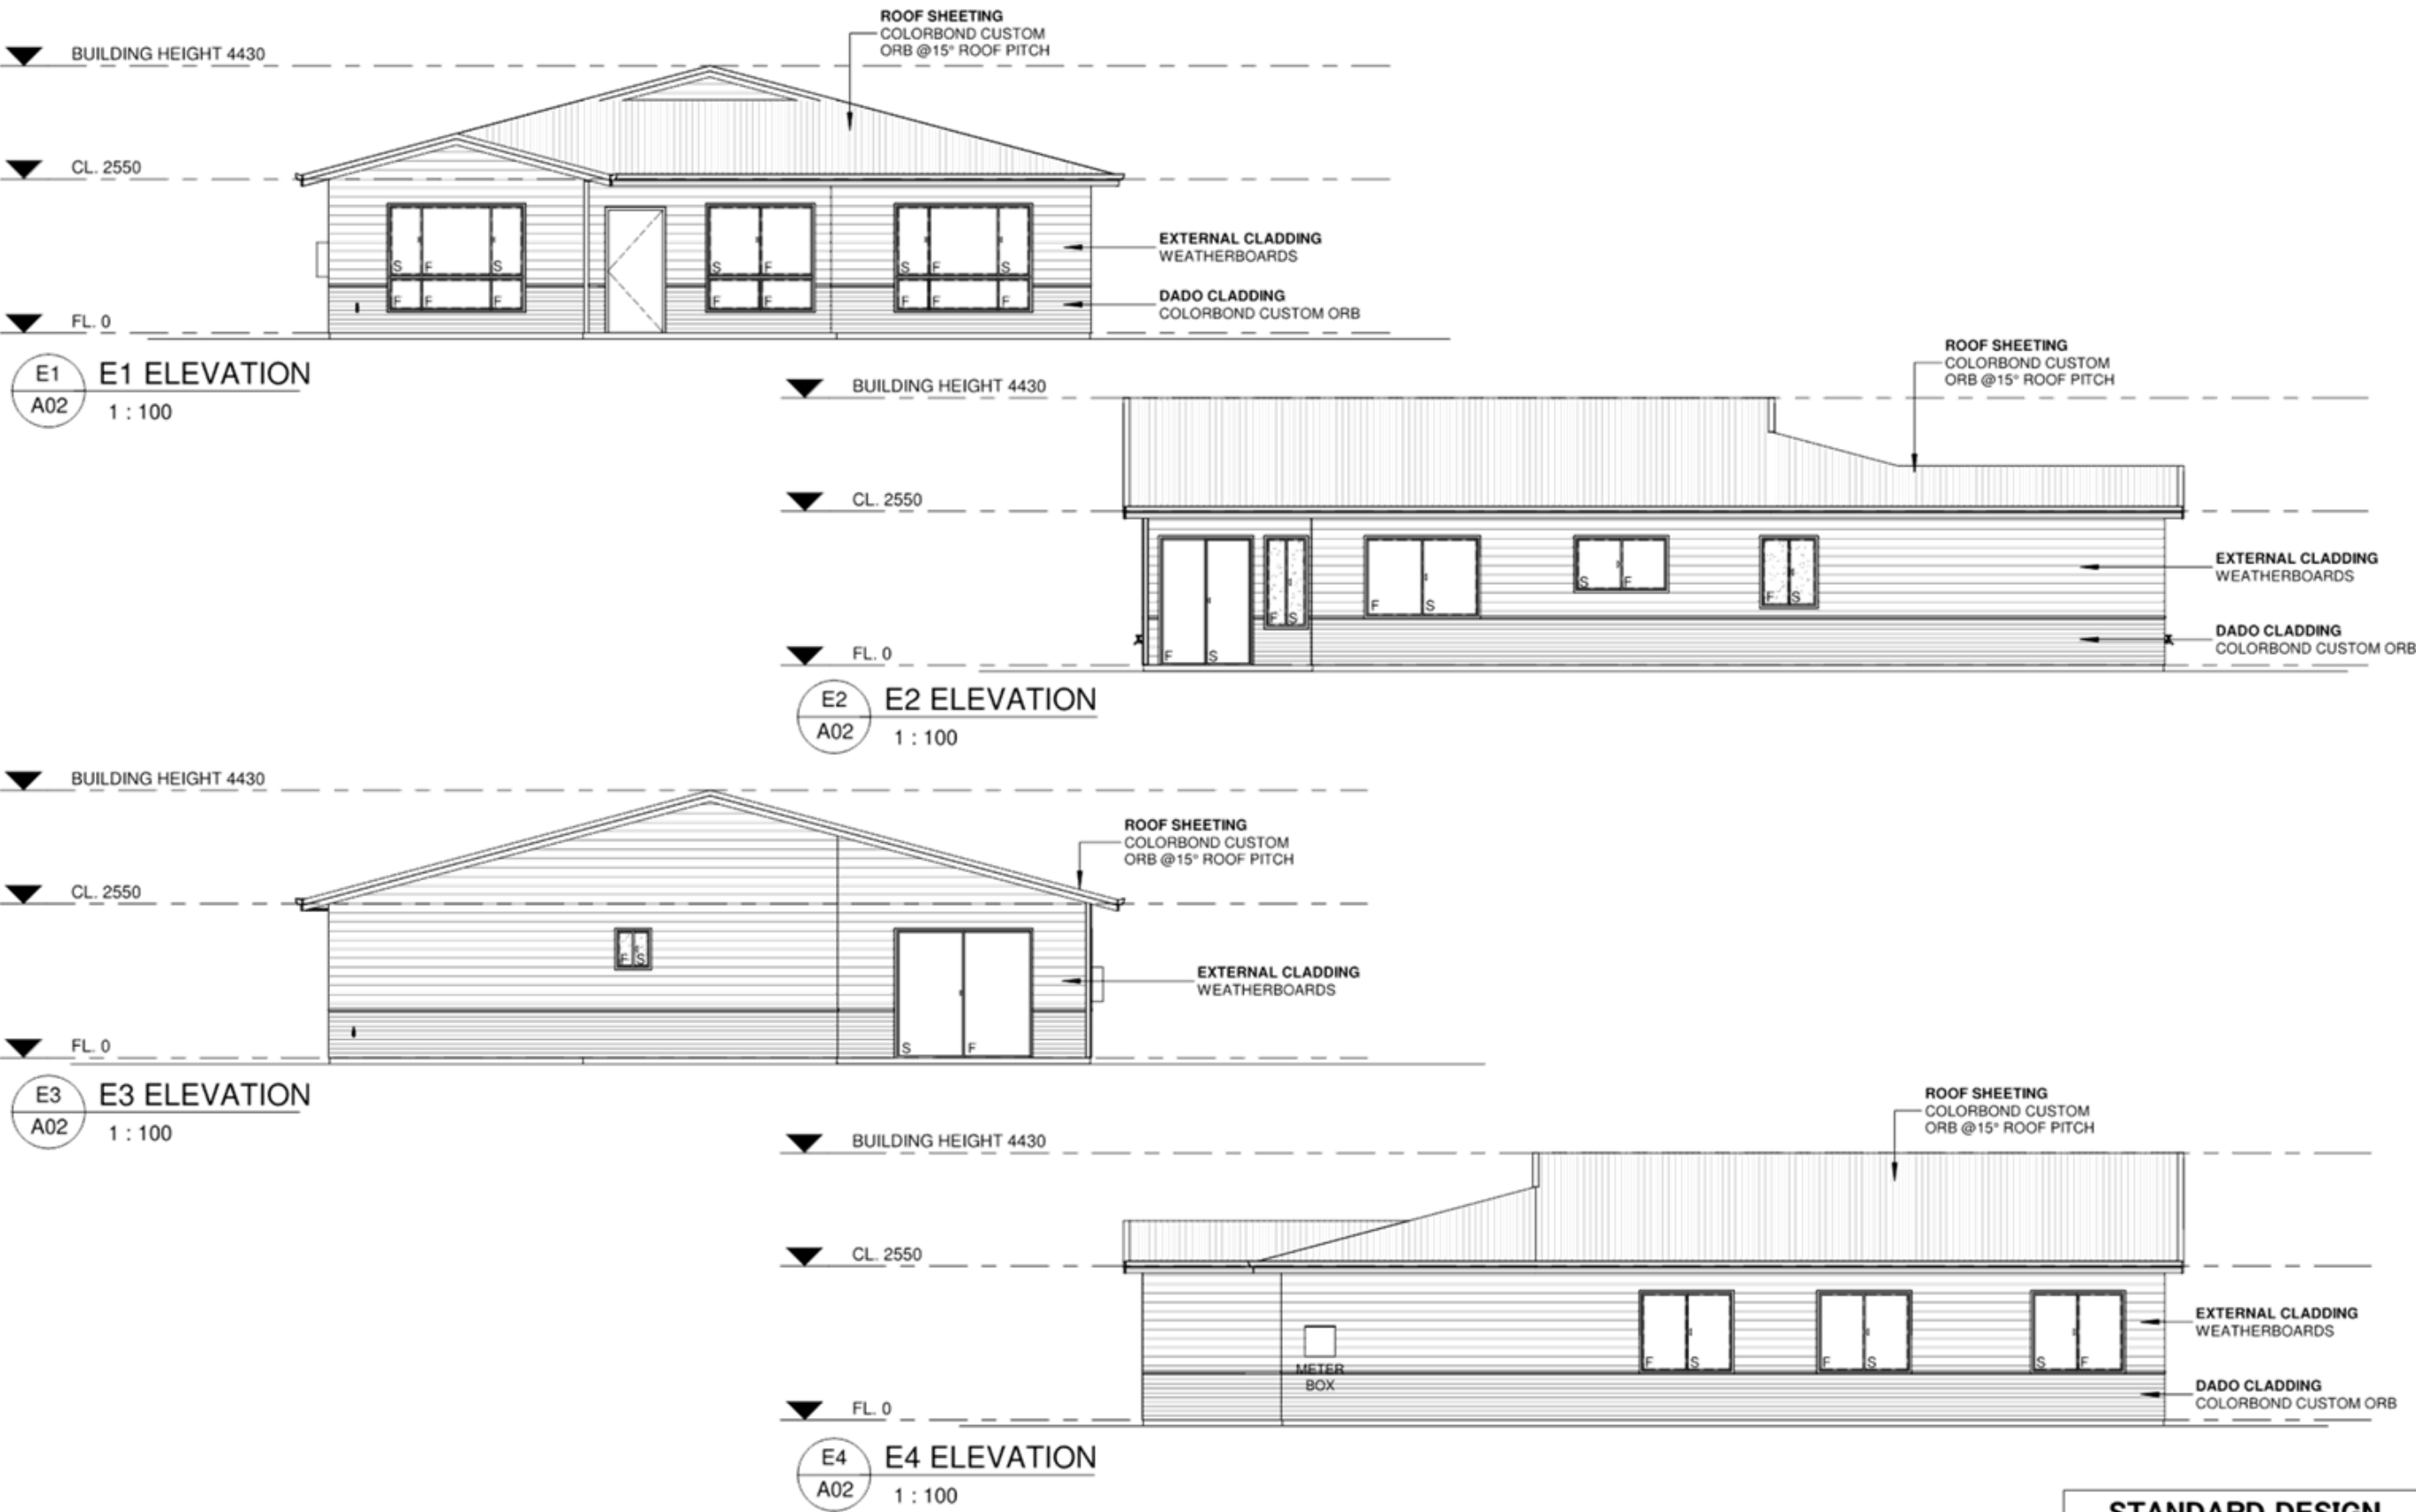 ROOF SHEETING
COLORBOND CUSTOM
ORB @15° ROOF PITCH
BUILDING HEIGHT 4430
CL. 2550
EXTERNAL CLADDING
WEATHERBOARDS
S F S
S F
S F S
F F F
F F
F F F
DADO CLADDING
COLORBOND CUSTOM ORB
FL. 0
E1
A02
E1 ELEVATION
1 : 100
ROOF SHEETING
COLORBOND CUSTOM
ORB @15° ROOF PITCH
BUILDING HEIGHT 4430
CL. 2550
EXTERNAL CLADDING
WEATHERBOARDS
S F
F S
F S
F S
DADO CLADDING
COLORBOND CUSTOM ORB
FL. 0
F S
E2
A02
E2 ELEVATION
1 : 100
BUILDING HEIGHT 4430
ROOF SHEETING
COLORBOND CUSTOM
ORB @15° ROOF PITCH
CL. 2550
F S
EXTERNAL CLADDING
WEATHERBOARDS
FL. 0
S F
E3
A02
E3 ELEVATION
1 : 100
ROOF SHEETING
COLORBOND CUSTOM
ORB @15° ROOF PITCH
BUILDING HEIGHT 4430
CL. 2550
EXTERNAL CLADDING
WEATHERBOARDS
METER
BOX
F S
F S
S F
DADO CLADDING
COLORBOND CUSTOM ORB
FL. 0
E4
A02
E4 ELEVATION
1 : 100
STANDARD DESIGN